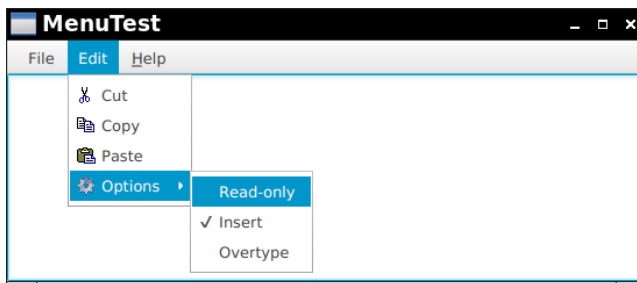 MenuTest
File Edit Help
Cut
Copy
Paste
Options
Read-only
Insert
Overtype